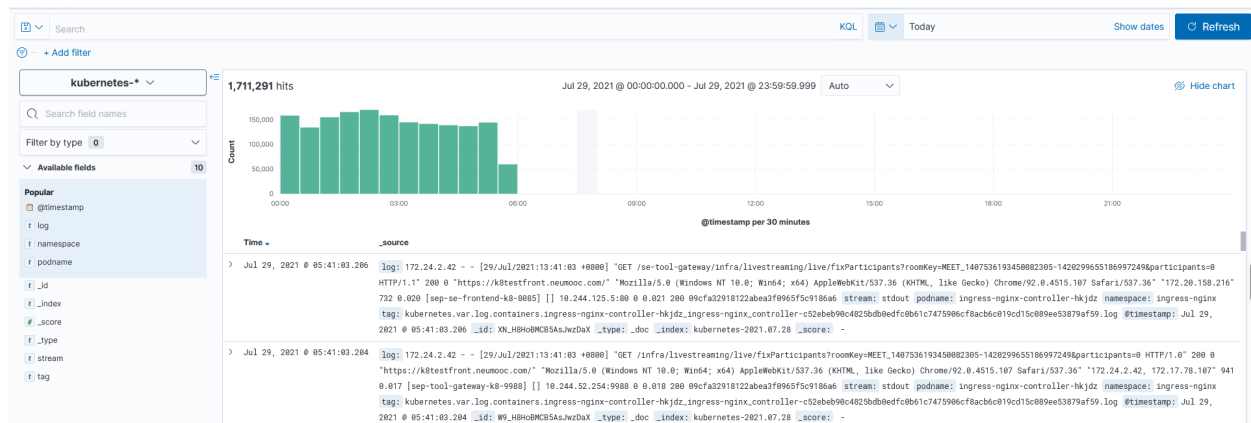 Search
KQL
Today
Show dates
Refresh
+ Add filter
kubernetes-*
Search field names
Filter by type 0
Available fields 10
Popular
@timestamp
t log
t namespace
t podname
t _id
t _index
# _score
t _type
t stream
t tag
1,711,291 hits
Jul 29, 2021 @ 00:00:00.000 - Jul 29, 2021 @ 23:59:59.999 Auto
Hide chart
150,000
100,000
50,000
0
Count
00:00 03:00 06:00 09:00 12:00 15:00 18:00 21:00
@timestamp per 30 minutes
Time _source
Jul 29, 2021 @ 05:41:03.206 log: 172.24.2.42 - - [29/Jul/2021:13:41:03 +0800] "GET /se-tool-gateway/infra/livestreaming/live/fixParticipants?roomKey=MEET_1407536193450082305-1420299655186997249&participants=0
HTTP/1.1" 200 0 "https://k8testfront.neumooc.com/" "Mozilla/5.0 (Windows NT 10.0; Win64; x64) AppleWebKit/537.36 (KHTML, like Gecko) Chrome/92.0.4515.107 Safari/537.36" "172.20.158.216"
732 0.020 [sep-se-frontend-k8-8085] [] 10.244.125.5:80 0 0.021 200 09cfa32918122abea3f0965f5c9186a6 stream: stdout podname: ingress-nginx-controller-hkjdz namespace: ingress-nginx
tag: kubernetes.var.log.containers.ingress-nginx-controller-hkjdz_ingress-nginx_controller-c52ebeb90c4825bdb0edfc0b61c7475906cf8acb6c019cd15c089ee53879af59.log @timestamp: Jul 29,
2021 @ 05:41:03.206 _id: XN_H8HoBMCB5AsJwzDaX _type: _doc _index: kubernetes-2021.07.28 _score: -
Jul 29, 2021 @ 05:41:03.204 log: 172.24.2.42 - - [29/Jul/2021:13:41:03 +0800] "GET /infra/livestreaming/live/fixParticipants?roomKey=MEET_1407536193450082305-1420299655186997249&participants=0 HTTP/1.0" 200 0
"https://k8testfront.neumooc.com/" "Mozilla/5.0 (Windows NT 10.0; Win64; x64) AppleWebKit/537.36 (KHTML, like Gecko) Chrome/92.0.4515.107 Safari/537.36" "172.24.2.42, 172.17.78.107" 941
0.017 [sep-tool-gateway-k8-9988] [] 10.244.52.254:9988 0 0.018 200 09cfa32918122abea3f0965f5c9186a6 stream: stdout podname: ingress-nginx-controller-hkjdz namespace: ingress-nginx
tag: kubernetes.var.log.containers.ingress-nginx-controller-hkjdz_ingress-nginx_controller-c52ebeb90c4825bdb0edfc0b61c7475906cf8acb6c019cd15c089ee53879af59.log @timestamp: Jul 29,
2021 @ 05:41:03.204 _id: W9_H8HoBMCB5AsJwzDaX _type: _doc _index: kubernetes-2021.07.28 _score: -